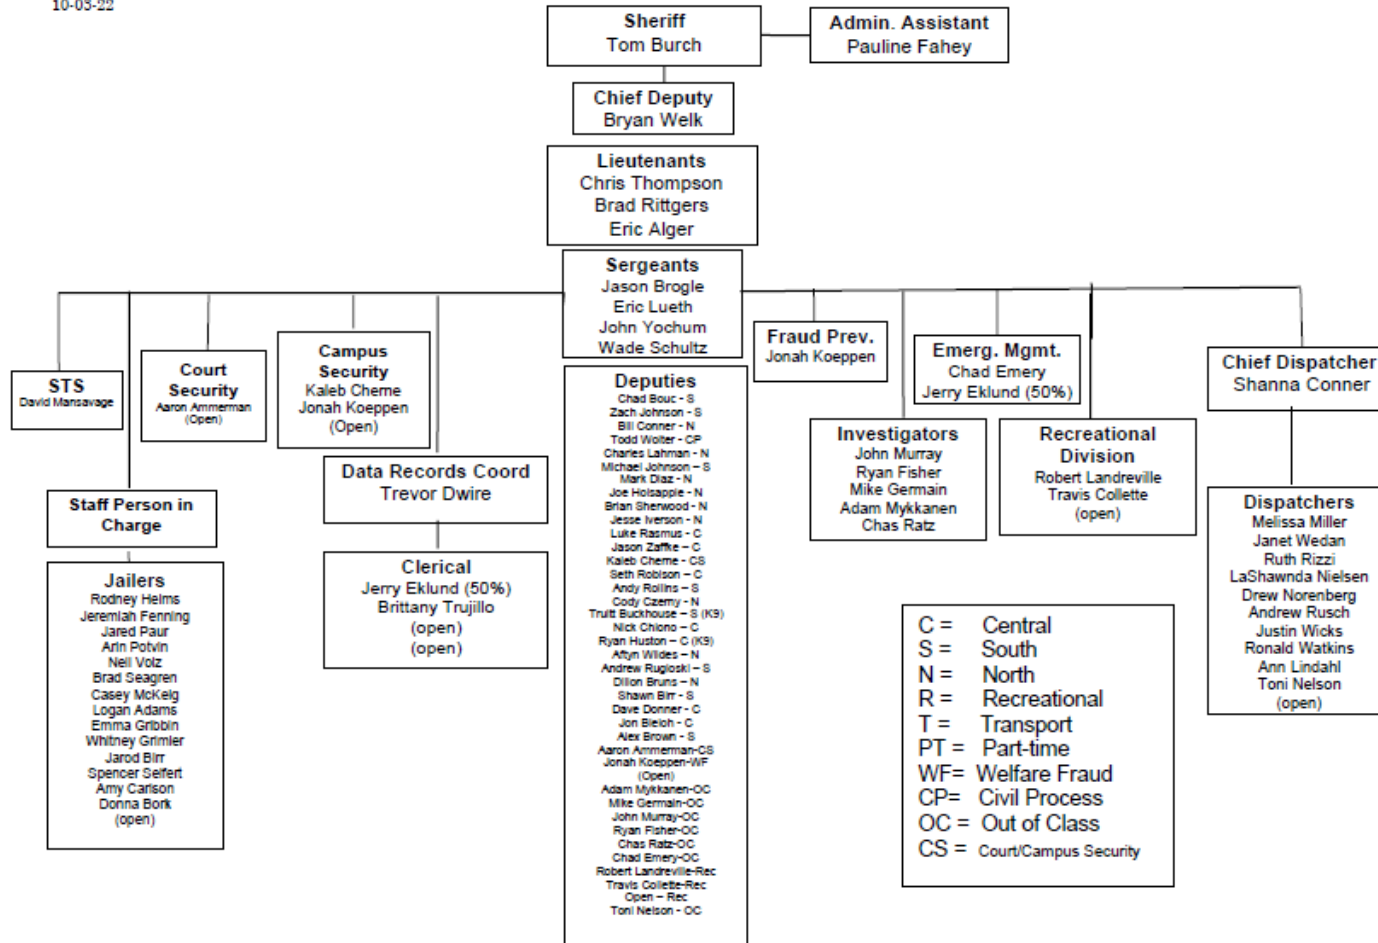 10-03-22
Sheriff
Tom Burch
Admin. Assistant
Pauline Fahey
Chief Deputy
Bryan Welk
Lieutenants
Chris Thompson
Brad Rittgers
Eric Alger
Sergeants
Jason Brogle
Eric Lueth
John Yochum
Wade Schultz
STS
David Mansavage
Court
Security
Aaron Ammerman
(Open)
Campus
Security
Kaleb Cherne
Jonah Koeppen
(Open)
Fraud Prev.
Jonah Koeppen
Emerg. Mgmt.
Chad Emery
Jerry Eklund (50%)
Chief Dispatcher
Shanna Conner
Staff Person in
Charge
Jailers
Rodney Helms
Jeremiah Fenning
Jared Paur
Arin Potvin
Neil Volz
Brad Seagren
Casey McKeig
Logan Adams
Emma Gribbin
Whitney Grimler
Jarod Birr
Spencer Seifert
Amy Carlson
Donna Bork
(open)
Data Records Coord
Trevor Dwire
Clerical
Jerry Eklund (50%)
Brittany Trujillo
(open)
(open)
Deputies
Chad Bouc - S
Zach Johnson - S
Bill Conner - N
Todd Wolter - CP
Charles Lahman - N
Michael Johnson – S
Mark Diaz - N
Joe Holsapple - N
Brian Sherwood - N
Jesse Iverson - N
Luke Rasmus - C
Jason Zaffke – C
Kaleb Cherne - CS
Seth Robison – C
Andy Rollins – S
Cody Czerny - N
Truitt Buckhouse – S (K9)
Nick Chiono – C
Ryan Huston – C (K9)
Aftyn Wildes – N
Andrew Rugloski – S
Dillon Bruns – N
Shawn Birr - S
Dave Donner - C
Jon Bleich - C
Alex Brown - S
Aaron Ammerman-CS
Jonah Koeppen-WF
(Open)
Adam Mykkanen-OC
Mike Germain-OC
John Murray-OC
Ryan Fisher-OC
Chas Ratz-OC
Chad Emery-OC
Robert Landreville-Rec
Travis Collette-Rec
Open – Rec
Toni Nelson - OC
Investigators
John Murray
Ryan Fisher
Mike Germain
Adam Mykkanen
Chas Ratz
Recreational
Division
Robert Landreville
Travis Collette
(open)
Dispatchers
Melissa Miller
Janet Wedan
Ruth Rizzi
LaShawnda Nielsen
Drew Norenberg
Andrew Rusch
Justin Wicks
Ronald Watkins
Ann Lindahl
Toni Nelson
(open)
C = Central
S = South
N = North
R = Recreational
T = Transport
PT = Part-time
WF= Welfare Fraud
CP= Civil Process
OC = Out of Class
CS = Court/Campus Security